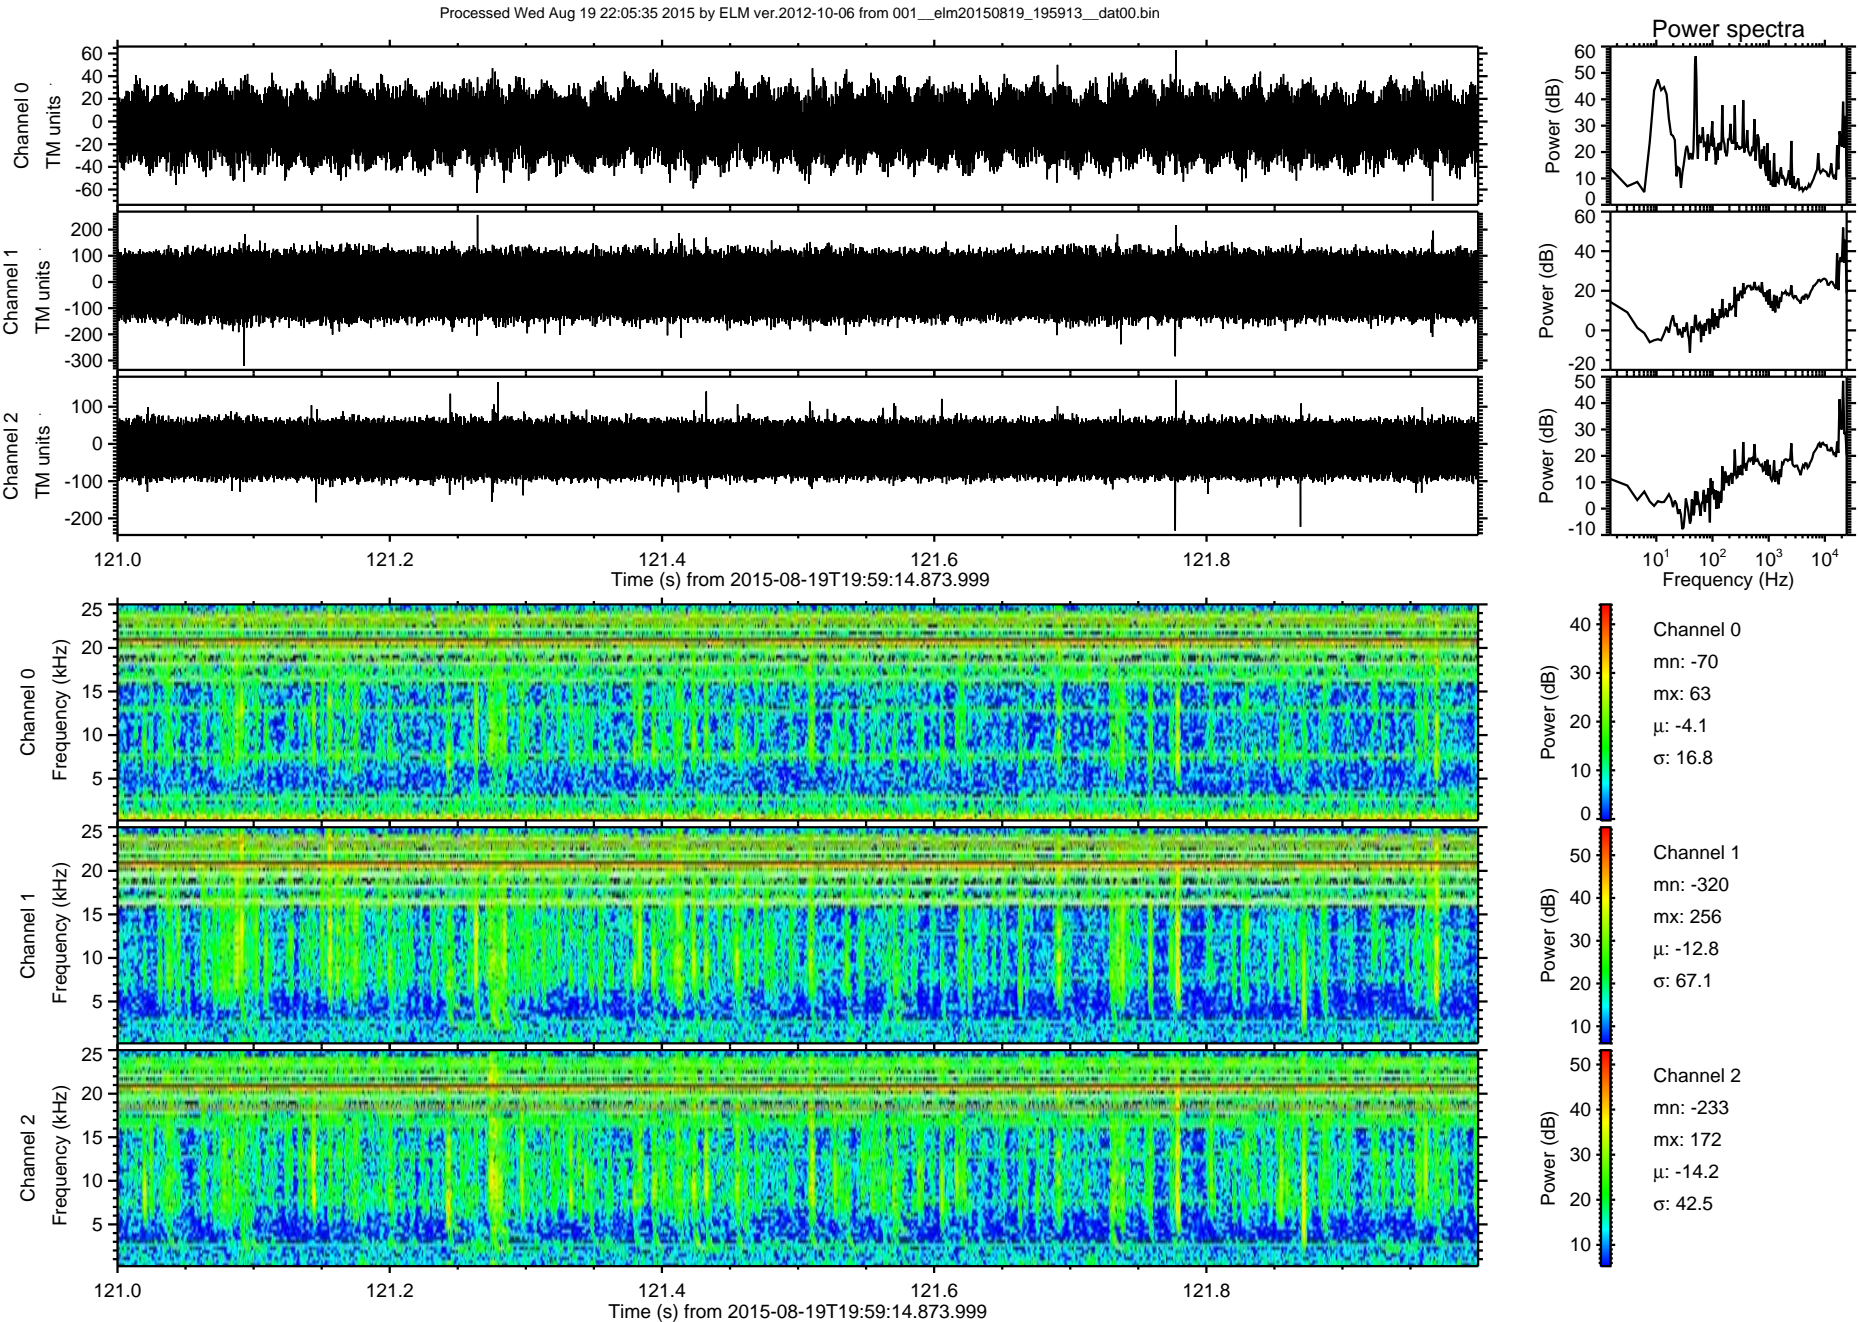 Processed Wed Aug 19 22:05:35 2015 by ELM ver.2012-10-06 from 001__elm20150819_195913__dat00.bin
Power spectra
Channel 0
TM units
60
40
20
0
-20
-40
-60
Power (dB)
60
50
40
30
20
10
0
Channel 1
TM units
200
100
0
-100
-200
-300
Power (dB)
60
40
20
0
-20
Channel 2
TM units
100
0
-100
-200
Power (dB)
50
40
30
20
10
0
-10
121.0 121.2 121.4 121.6 121.8
Time (s) from 2015-08-19T19:59:14.873.999
10¹ 10² 10³ 10⁴
Frequency (Hz)
Channel 0
Frequency (kHz)
25
20
15
10
5
Power (dB)
40
30
20
10
0
Channel 0
mn: -70
mx: 63
μ: -4.1
σ: 16.8
Channel 1
Frequency (kHz)
25
20
15
10
5
Power (dB)
50
40
30
20
10
Channel 1
mn: -320
mx: 256
μ: -12.8
σ: 67.1
Channel 2
Frequency (kHz)
25
20
15
10
5
Power (dB)
50
40
30
20
10
Channel 2
mn: -233
mx: 172
μ: -14.2
σ: 42.5
121.0 121.2 121.4 121.6 121.8
Time (s) from 2015-08-19T19:59:14.873.999